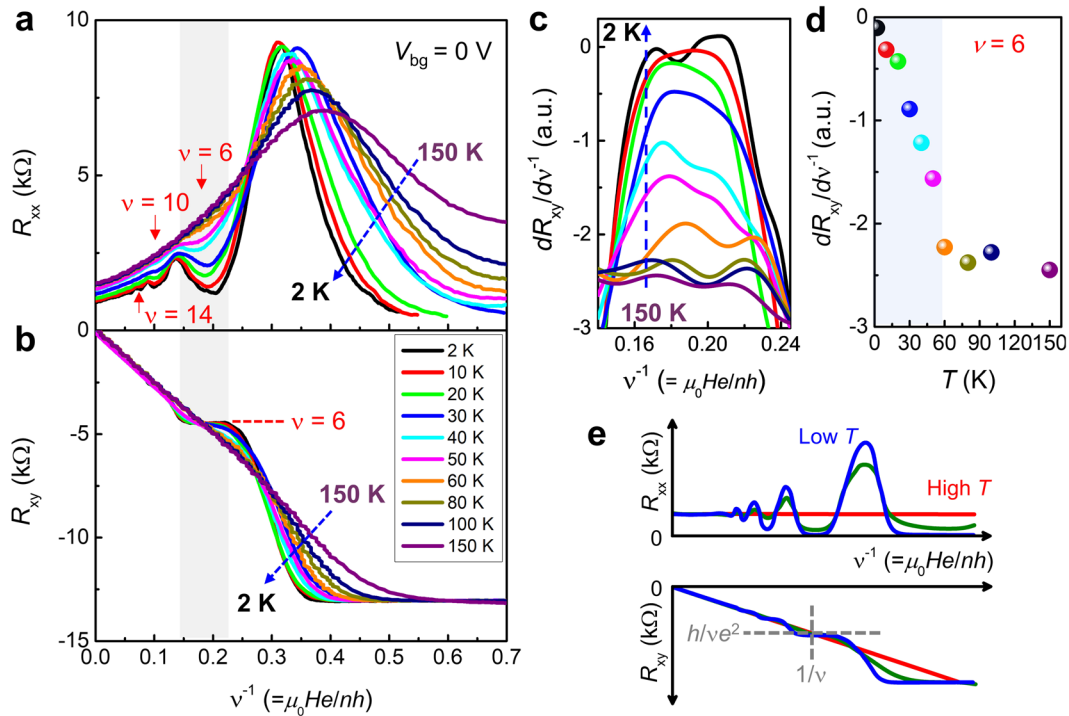 a
10
5
0
R_xx (kΩ)
V_bg = 0 V
ν = 6
ν = 10
ν = 14
150 K
2 K
b
-5
-10
-15
R_xy (kΩ)
ν = 6
150 K
2 K
2 K
10 K
20 K
30 K
40 K
50 K
60 K
80 K
100 K
150 K
0.0 0.1 0.2 0.3 0.4 0.5 0.6 0.7
ν⁻¹ (=μ₀He/nh)
c
0
-1
-2
-3
dR_xy/dν⁻¹ (a.u.)
2 K
150 K
0.16 0.20 0.24
ν⁻¹ (= μ₀He/nh)
d
0
-1
-2
-3
dR_xy/dν⁻¹ (a.u.)
ν = 6
0 30 60 90 120 150
T (K)
e
R_xx (kΩ)
0
Low T
High T
ν⁻¹ (=μ₀He/nh)
0
R_xy (kΩ)
h/νe²
1/ν